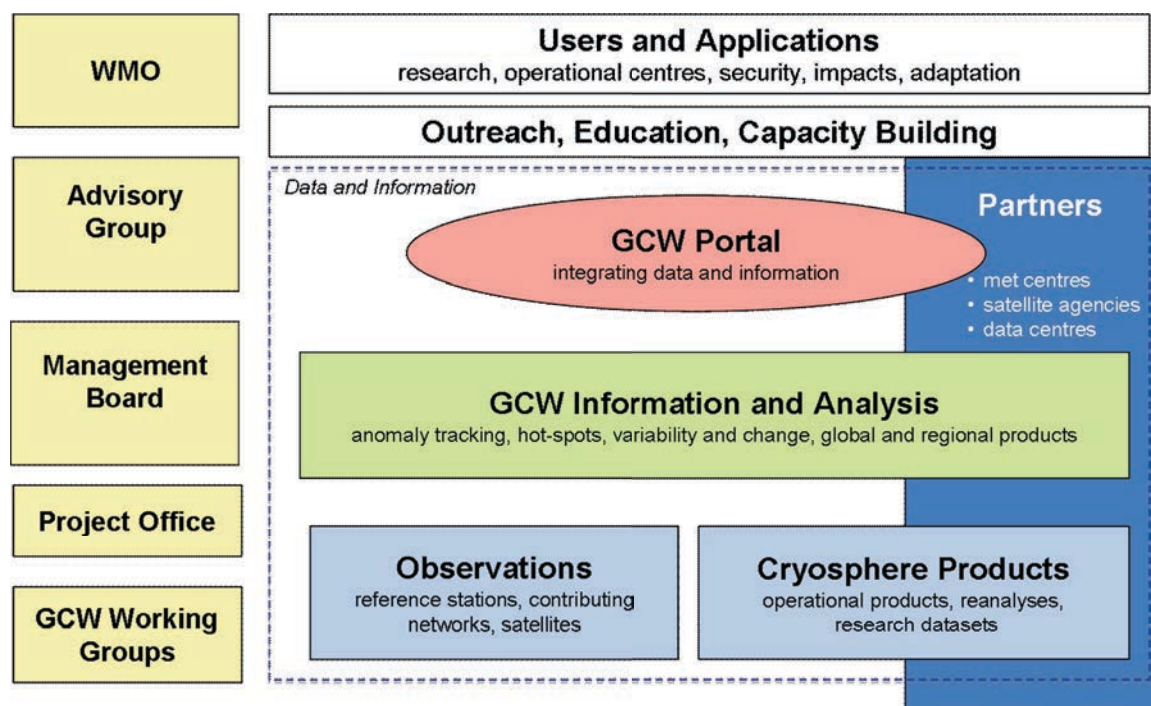 WMO
Advisory
Group
Management
Board
Project Office
GCW Working
Groups
Users and Applications
research, operational centres, security, impacts, adaptation
Outreach, Education, Capacity Building
Data and Information
Partners
• met centres
• satellite agencies
• data centres
GCW Portal
integrating data and information
GCW Information and Analysis
anomaly tracking, hot-spots, variability and change, global and regional products
Observations
reference stations, contributing
networks, satellites
Cryosphere Products
operational products, reanalyses,
research datasets